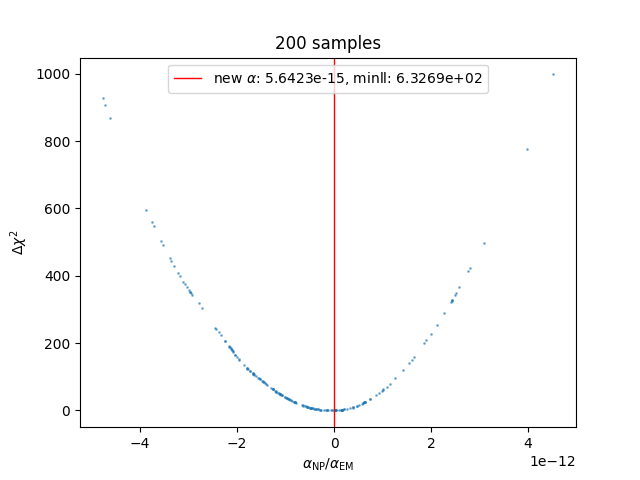 200 samples
new α: 5.6423e-15, minll: 6.3269e+02
1000
800
600
400
200
0
Δχ²
−4
−2
0
2
4
1e−12
α_NP/α_EM